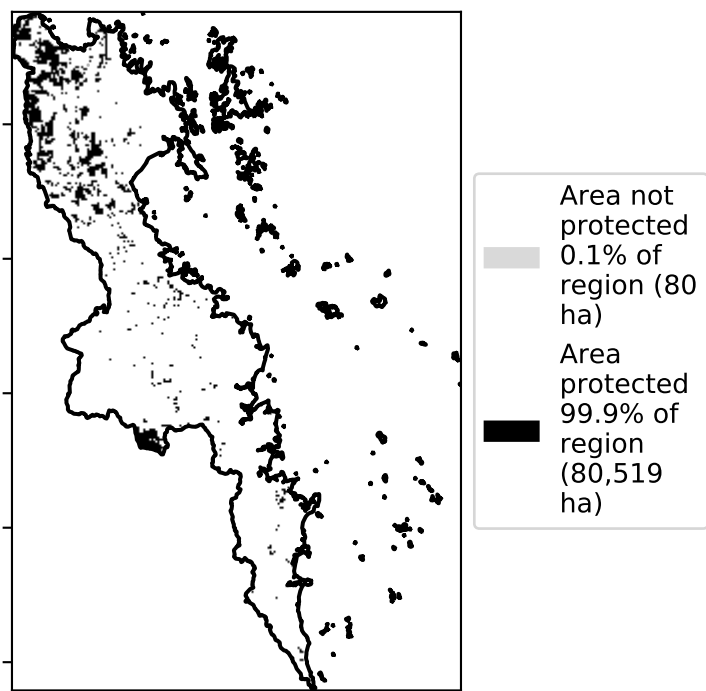 Area not
protected
0.1% of
region (80
ha)
Area
protected
99.9% of
region
(80,519
ha)